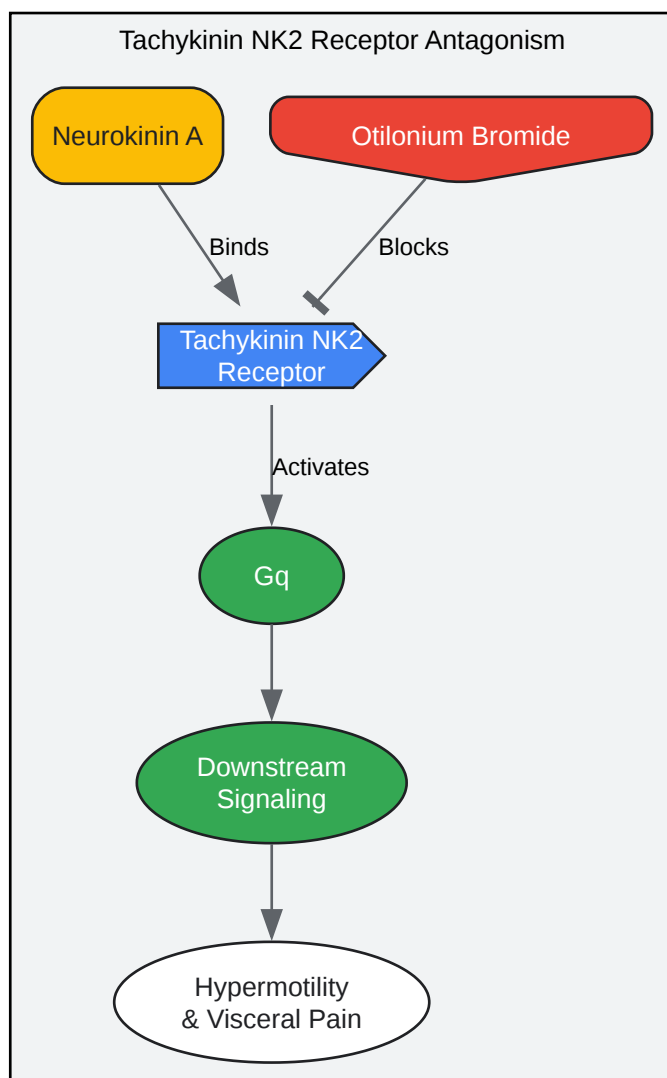 Tachykinin NK2 Receptor Antagonism
Neurokinin A
Otilonium Bromide
Binds
Blocks
Tachykinin NK2
Receptor
Activates
Gq
Downstream
Signaling
Hypermotility
& Visceral Pain